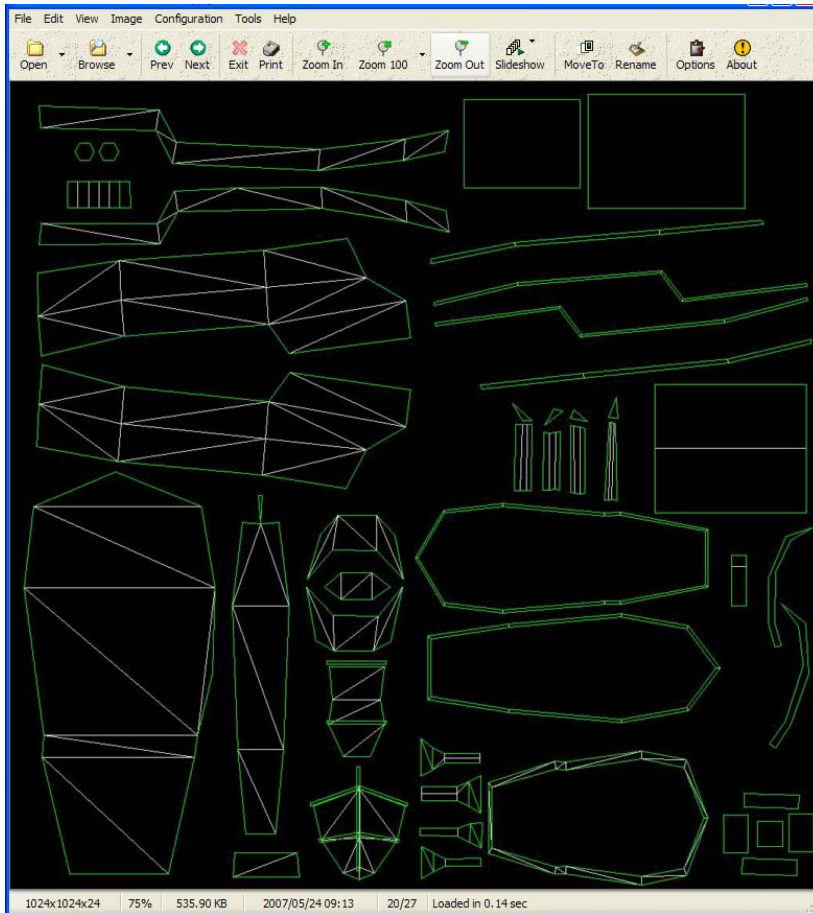 File Edit View Image Configuration Tools Help
Open Browse Prev Next Exit Print Zoom In Zoom 100 Zoom Out Slideshow MoveTo Rename Options About
1024x1024x24 75% 535.90 KB 2007/05/24 09:13 20/27 Loaded in 0.14 sec